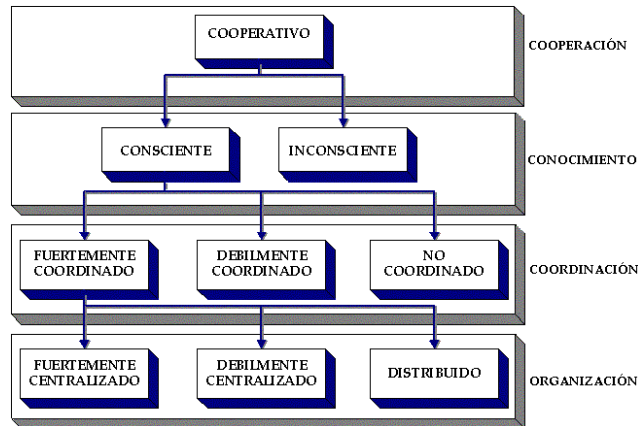 COOPERATIVO
COOPERACIÓN
CONSCIENTE
INCONSCIENTE
CONOCIMIENTO
FUERTEMENTE
COORDINADO
DEBILMENTE
COORDINADO
NO
COORDINADO
COORDINACIÓN
FUERTEMENTE
CENTRALIZADO
DEBILMENTE
CENTRALIZADO
DISTRIBUIDO
ORGANIZACIÓN